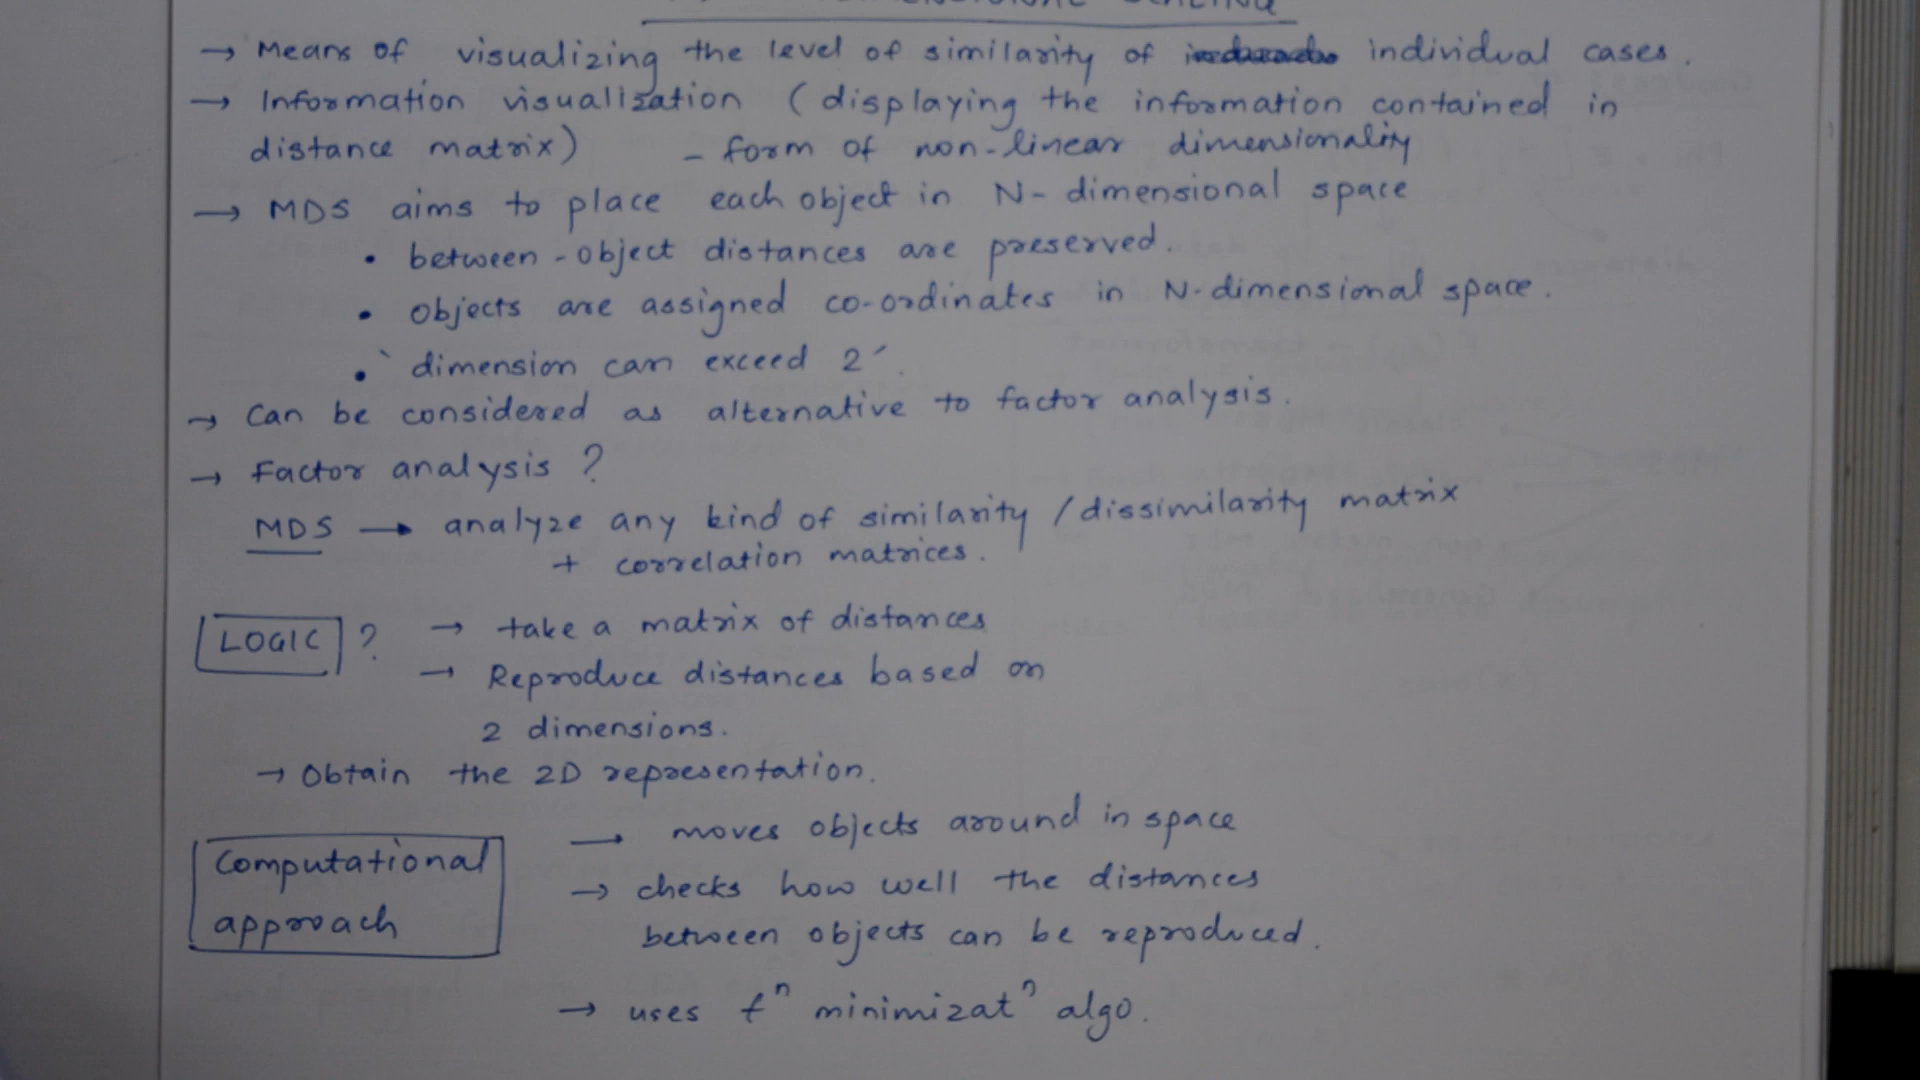 → Means of visualizing the level of similarity of individual cases.
→ Information visualization (displaying the information contained in
distance matrix) - form of non-linear dimensionality
→ MDS aims to place each object in N-dimensional space
• between-object distances are preserved.
• objects are assigned co-ordinates in N-dimensional space.
• `dimension can exceed 2´.
→ Can be considered as alternative to factor analysis.
→ Factor analysis ?
MDS → analyze any kind of similarity / dissimilarity matrix
+ correlation matrices.
LOGIC ? → take a matrix of distances
→ Reproduce distances based on
2 dimensions.
→ Obtain the 2D representation.
Computational approach
→ moves objects around in space
→ checks how well the distances
between objects can be reproduced.
→ uses fⁿ minimizatⁿ algo.